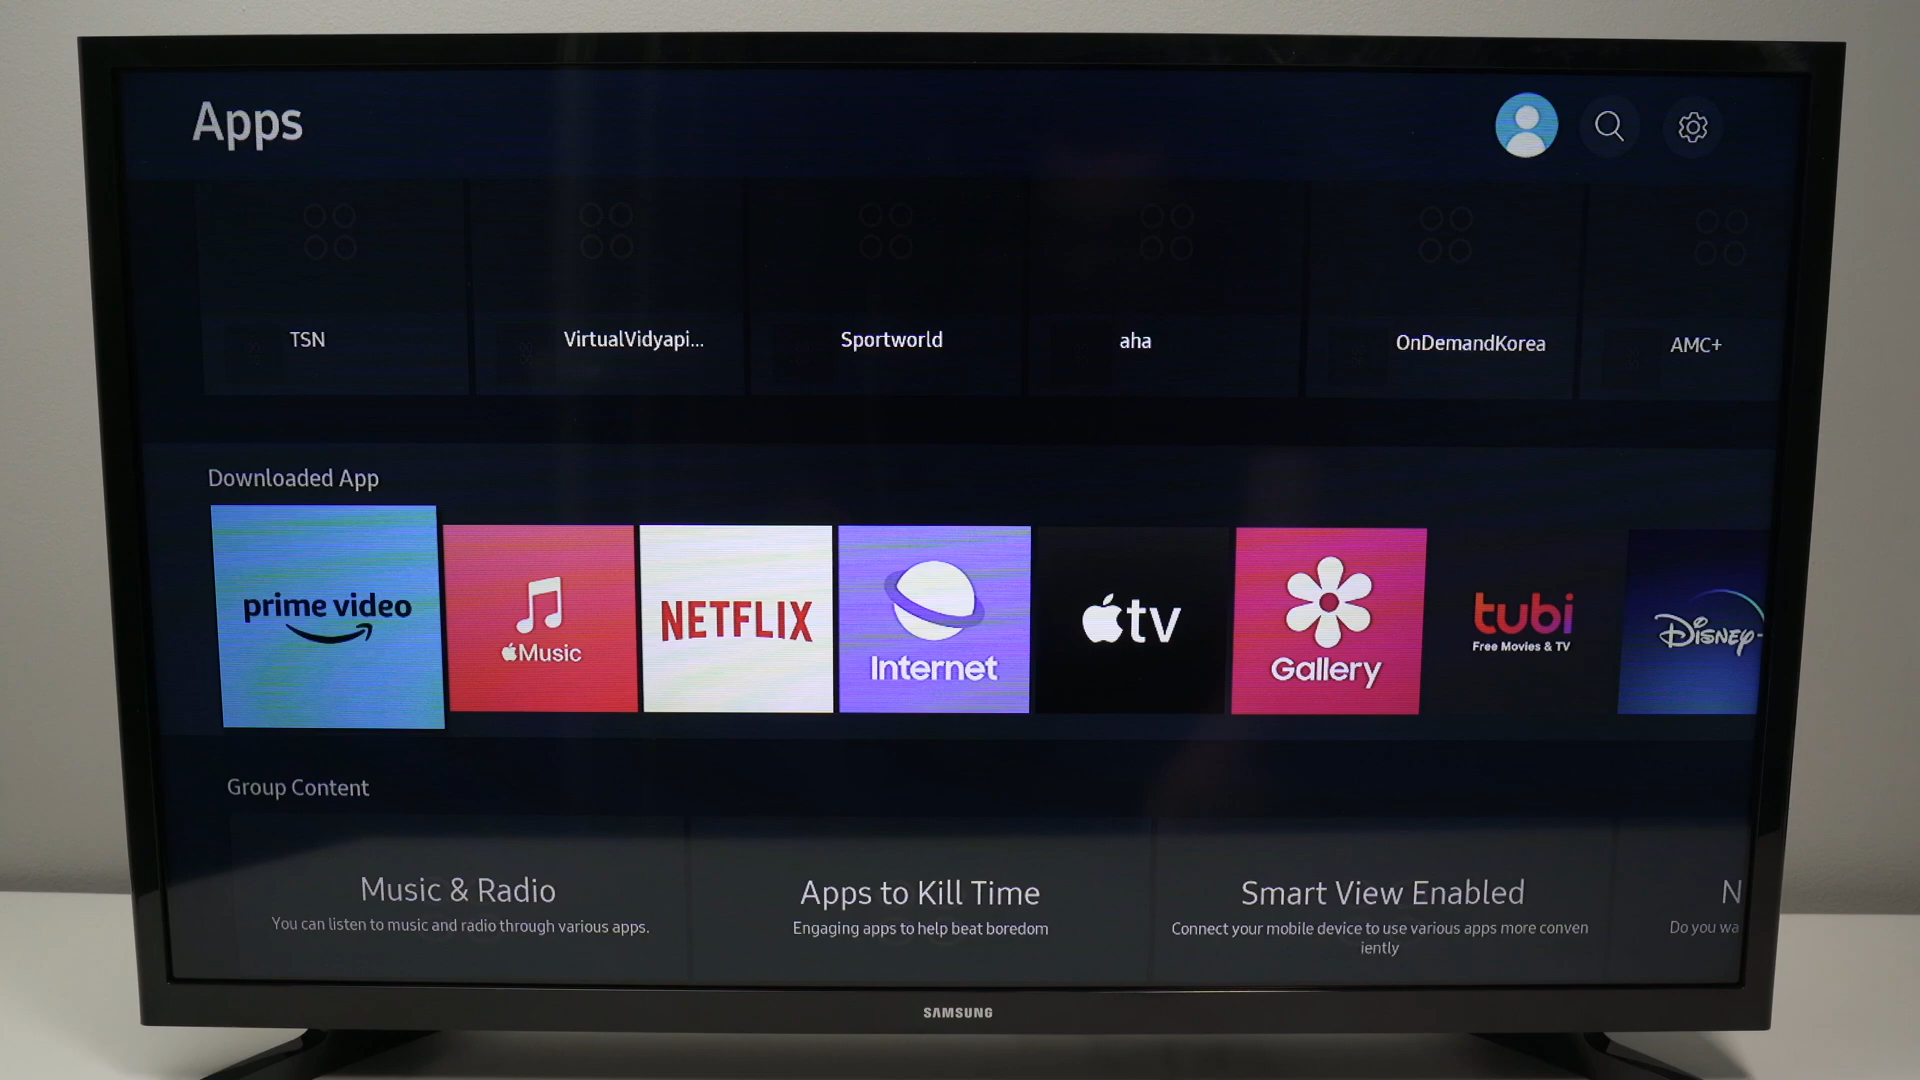 Apps
TSN
VirtualVidyapi...
Sportworld
aha
OnDemandKorea
AMC+
Downloaded App
prime video
Music
NETFLIX
Internet
tv
Gallery
tubi
Free Movies & TV
Disney
Group Content
Music & Radio
You can listen to music and radio through various apps.
Apps to Kill Time
Engaging apps to help beat boredom
Smart View Enabled
Connect your mobile device to use various apps more conven
iently
N
Do you wa
SAMSUNG